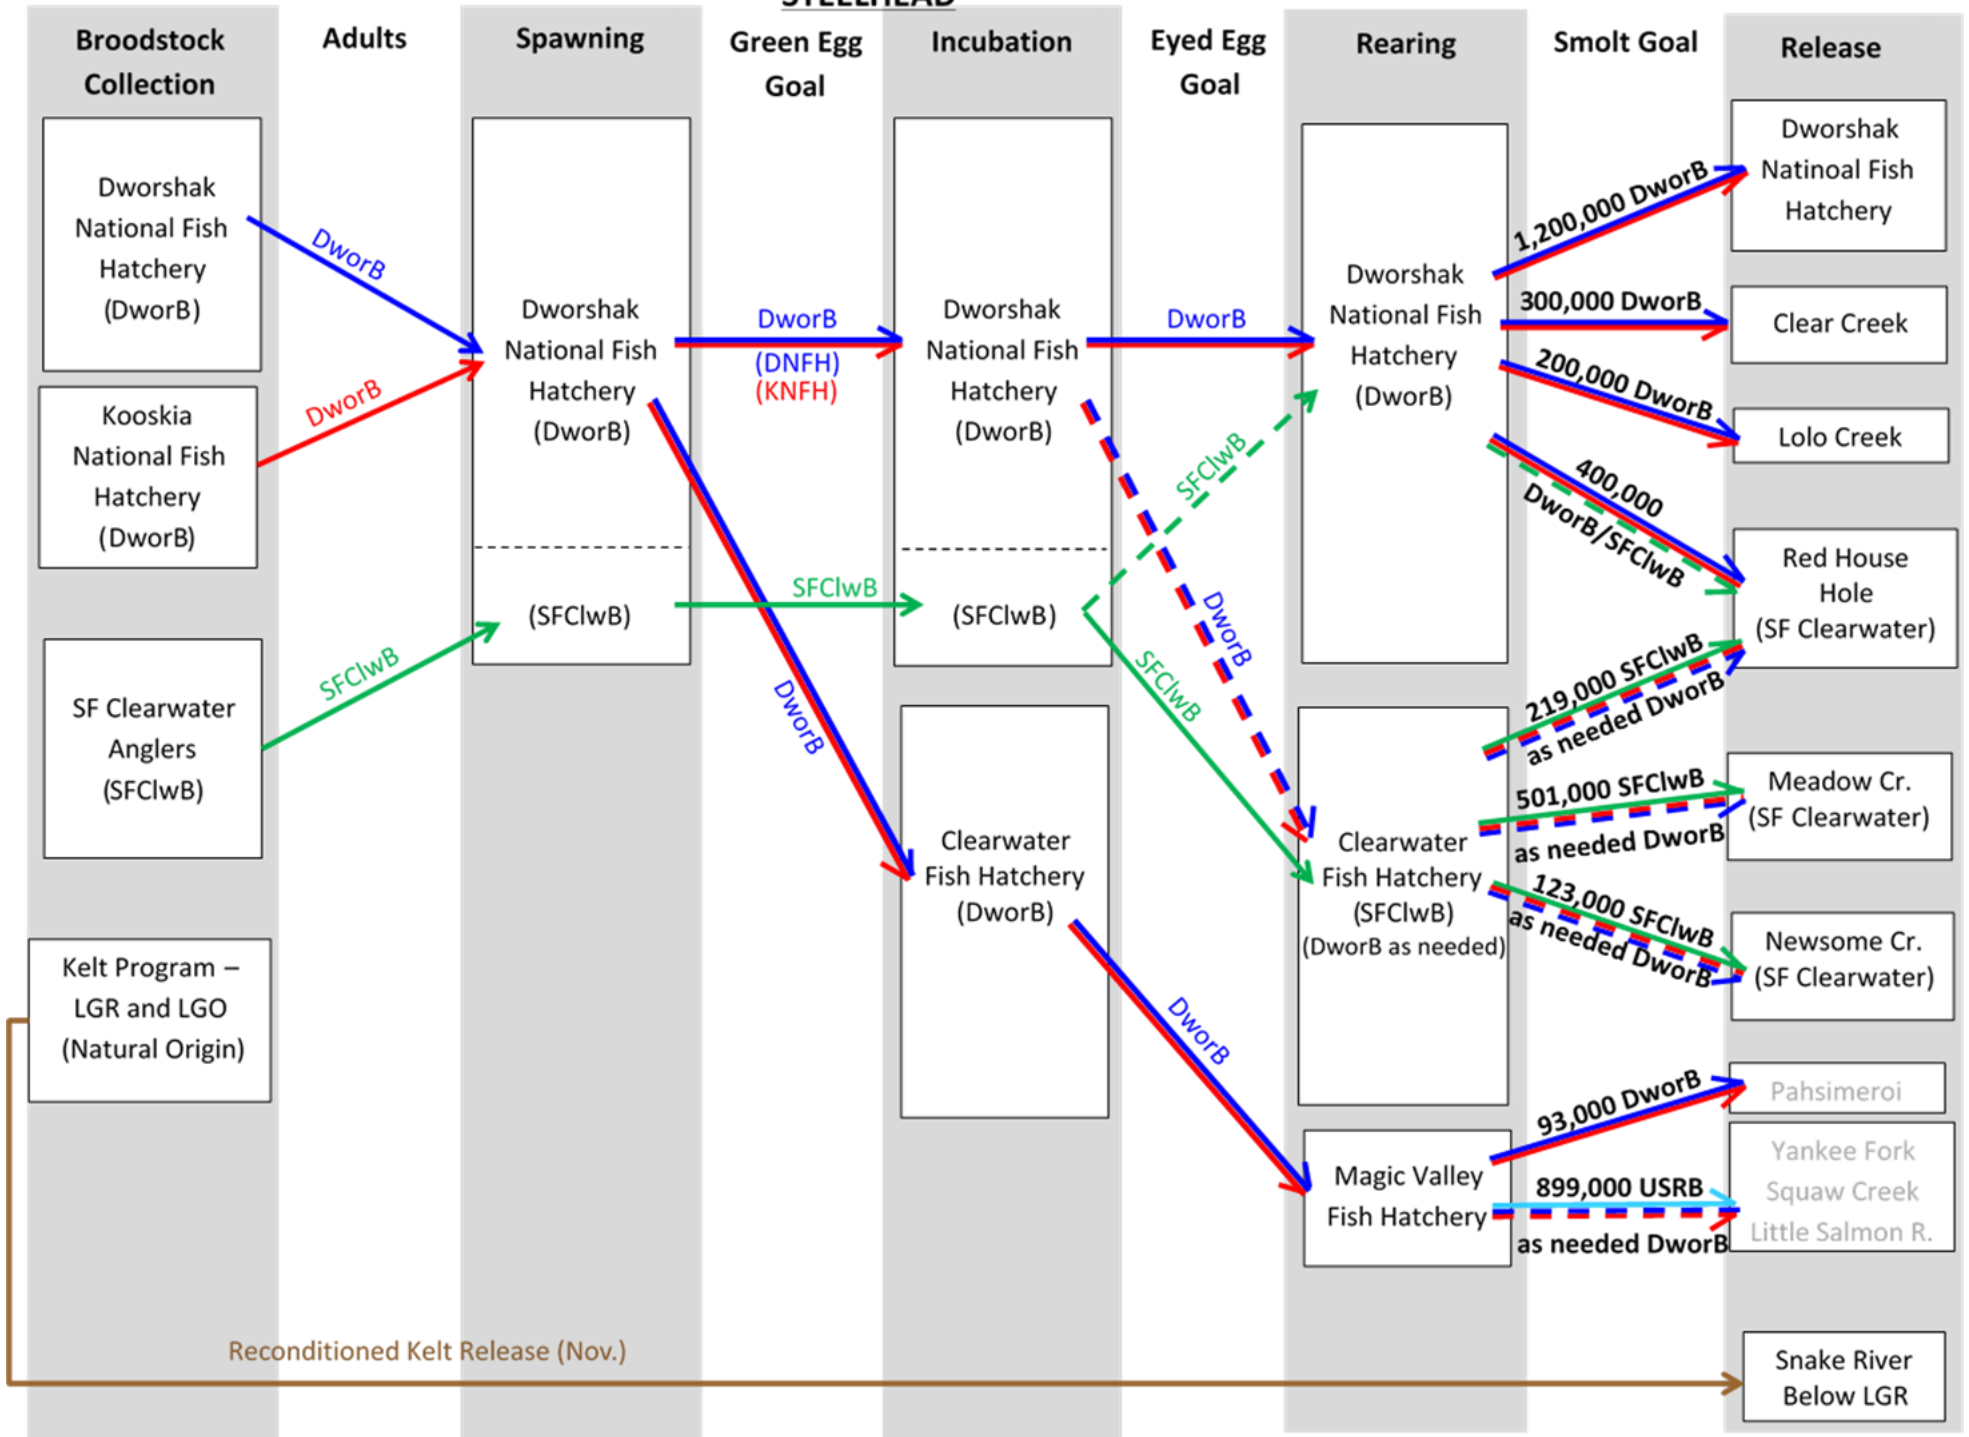 STEELHEAD
Broodstock
Collection
Adults
Spawning
Green Egg
Goal
Incubation
Eyed Egg
Goal
Rearing
Smolt Goal
Release
Dworshak
National Fish
Hatchery
(DworB)
Kooskia
National Fish
Hatchery
(DworB)
SF Clearwater
Anglers
(SFClwB)
Kelt Program –
LGR and LGO
(Natural Origin)
DworB
DworB
SFClwB
Dworshak
National Fish
Hatchery
(DworB)
(SFClwB)
DworB
(DNFH)
(KNFH)
SFClwB
DworB
Dworshak
National Fish
Hatchery
(DworB)
(SFClwB)
Clearwater
Fish Hatchery
(DworB)
DworB
SFClwB
DworB
SFClwB
DworB
Dworshak
National Fish
Hatchery
(DworB)
Clearwater
Fish Hatchery
(SFClwB)
(DworB as needed)
Magic Valley
Fish Hatchery
1,200,000 DworB
300,000 DworB
200,000 DworB
400,000
DworB/SFClwB
219,000 SFClwB
as needed DworB
501,000 SFClwB
as needed DworB
123,000 SFClwB
as needed DworB
93,000 DworB
899,000 USRB
as needed DworB
Dworshak
Natinoal Fish
Hatchery
Clear Creek
Lolo Creek
Red House
Hole
(SF Clearwater)
Meadow Cr.
(SF Clearwater)
Newsome Cr.
(SF Clearwater)
Pahsimeroi
Yankee Fork
Squaw Creek
Little Salmon R.
Snake River
Below LGR
Reconditioned Kelt Release (Nov.)